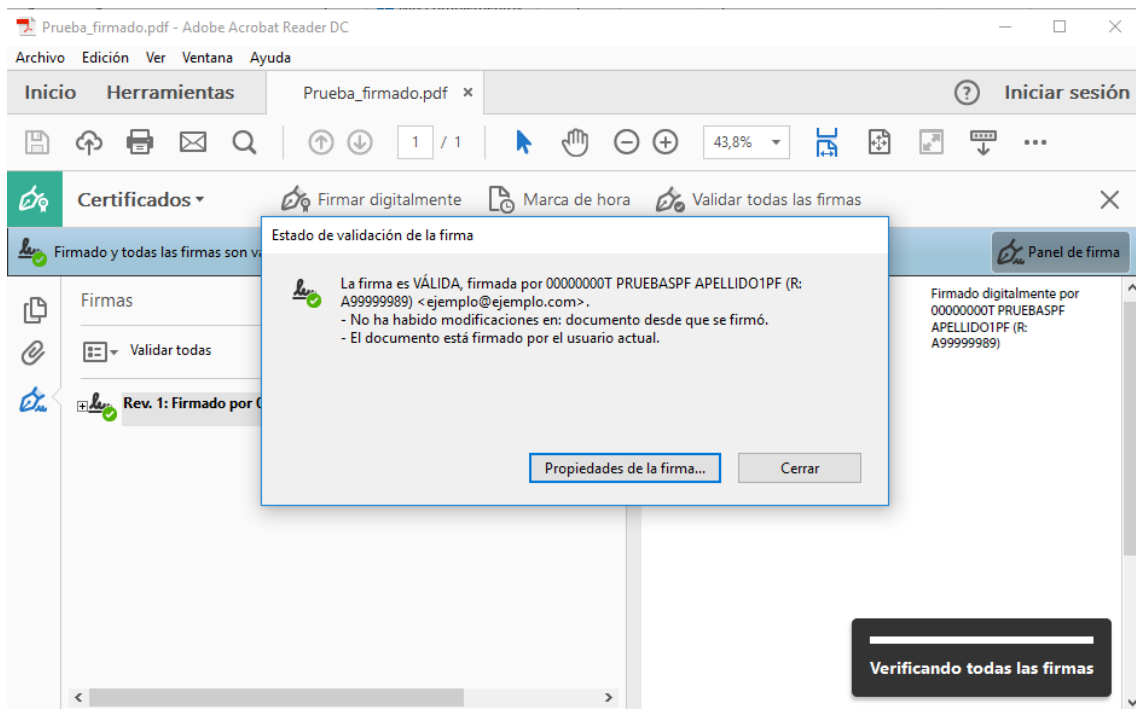 Prueba_firmado.pdf - Adobe Acrobat Reader DC
Archivo Edición Ver Ventana Ayuda
Inicio Herramientas Prueba_firmado.pdf × ? Iniciar sesión
1 / 1 43,8%
Certificados Firmar digitalmente Marca de hora Validar todas las firmas
Firmado y todas las firmas son Panel de firma
Estado de validación de la firma
La firma es VÁLIDA, firmada por 00000000T PRUEBASPF APELLIDO1PF (R:
A99999989) <ejemplo@ejemplo.com>.
- No ha habido modificaciones en: documento desde que se firmó.
- El documento está firmado por el usuario actual.
Propiedades de la firma... Cerrar
Firmas
Validar todas
Rev. 1: Firmado por
Firmado digitalmente por
00000000T PRUEBASPF
APELLIDO1PF (R:
A99999989)
Verificando todas las firmas